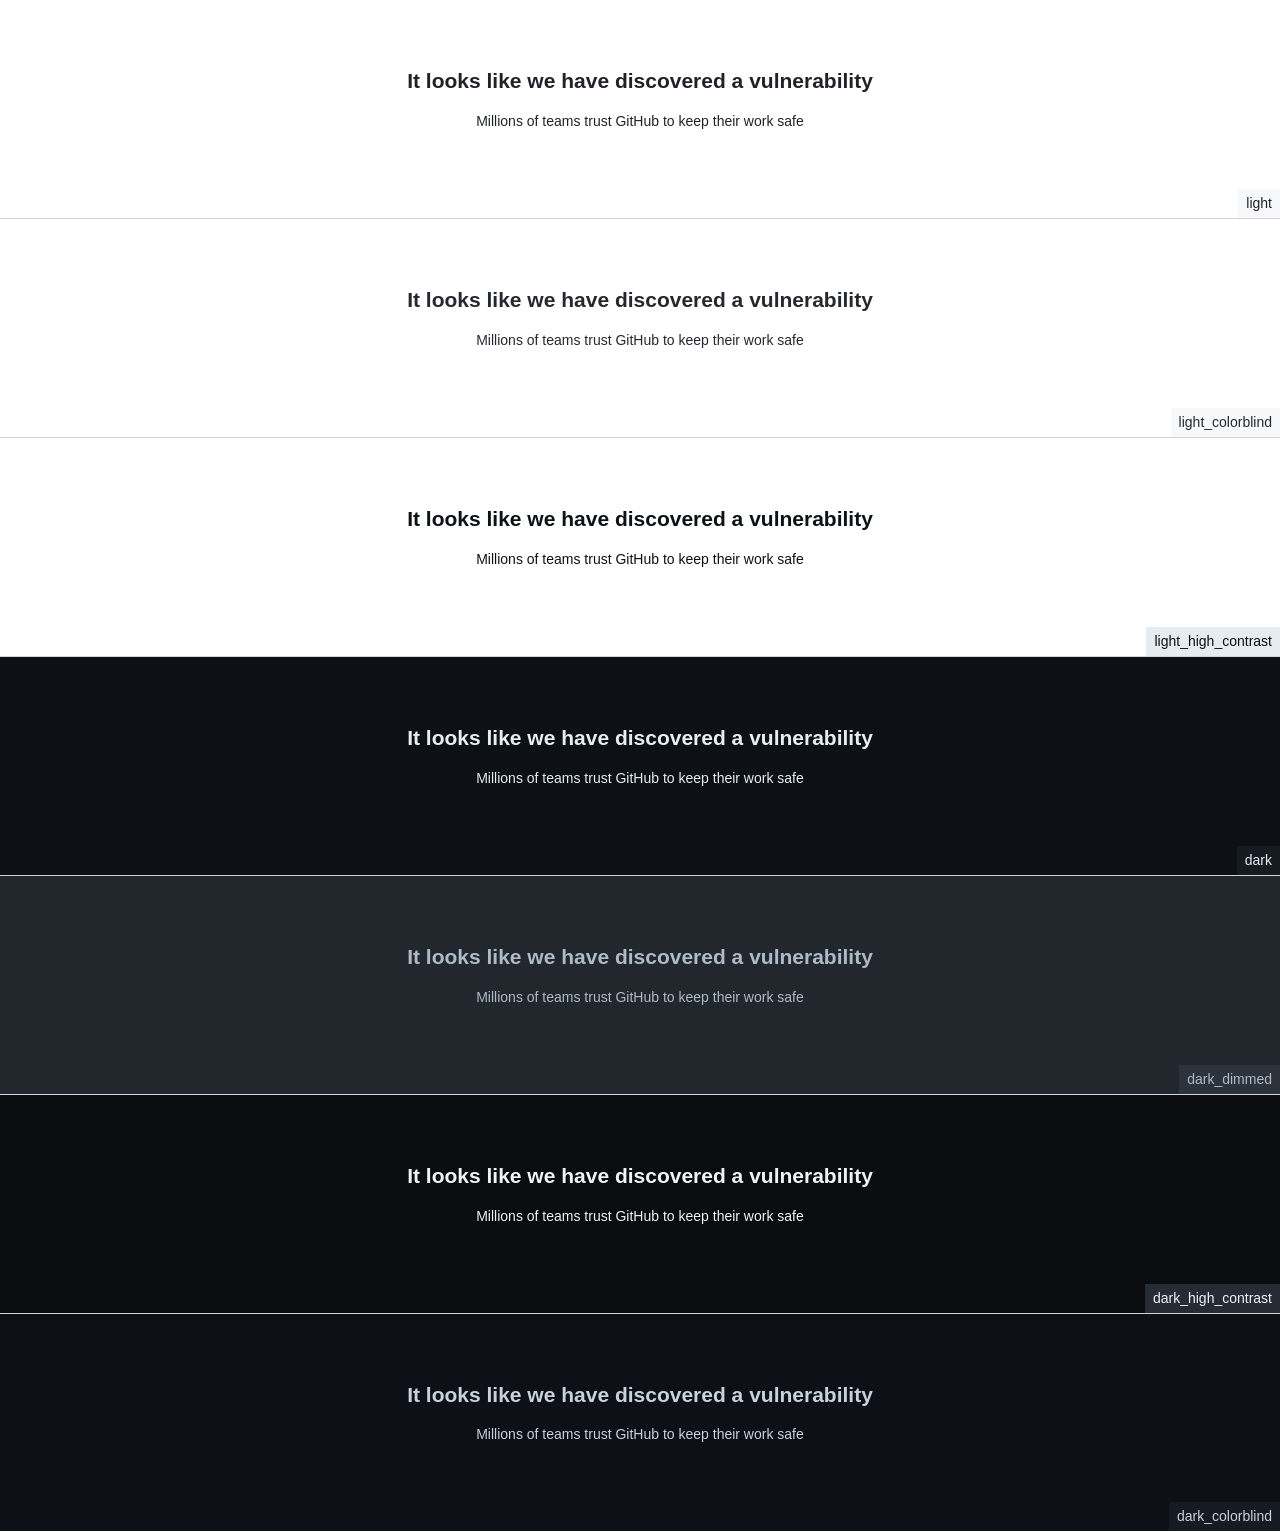 It looks like we have discovered a vulnerability
Millions of teams trust GitHub to keep their work safe
light
It looks like we have discovered a vulnerability
Millions of teams trust GitHub to keep their work safe
light_colorblind
It looks like we have discovered a vulnerability
Millions of teams trust GitHub to keep their work safe
light_high_contrast
It looks like we have discovered a vulnerability
Millions of teams trust GitHub to keep their work safe
dark
It looks like we have discovered a vulnerability
Millions of teams trust GitHub to keep their work safe
dark_dimmed
It looks like we have discovered a vulnerability
Millions of teams trust GitHub to keep their work safe
dark_high_contrast
It looks like we have discovered a vulnerability
Millions of teams trust GitHub to keep their work safe
dark_colorblind